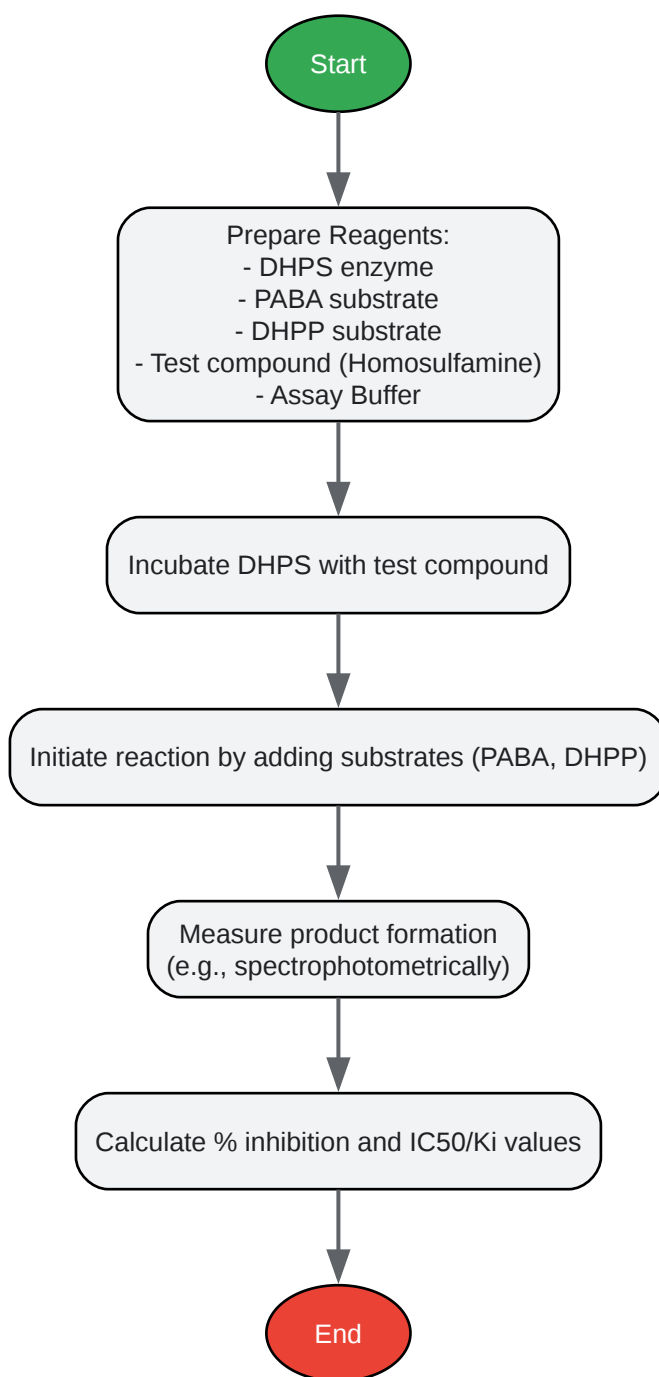 Start
Prepare Reagents:
- DHPS enzyme
- PABA substrate
- DHPP substrate
- Test compound (Homosulfamine)
- Assay Buffer
Incubate DHPS with test compound
Initiate reaction by adding substrates (PABA, DHPP)
Measure product formation
(e.g., spectrophotometrically)
Calculate % inhibition and IC50/Ki values
End